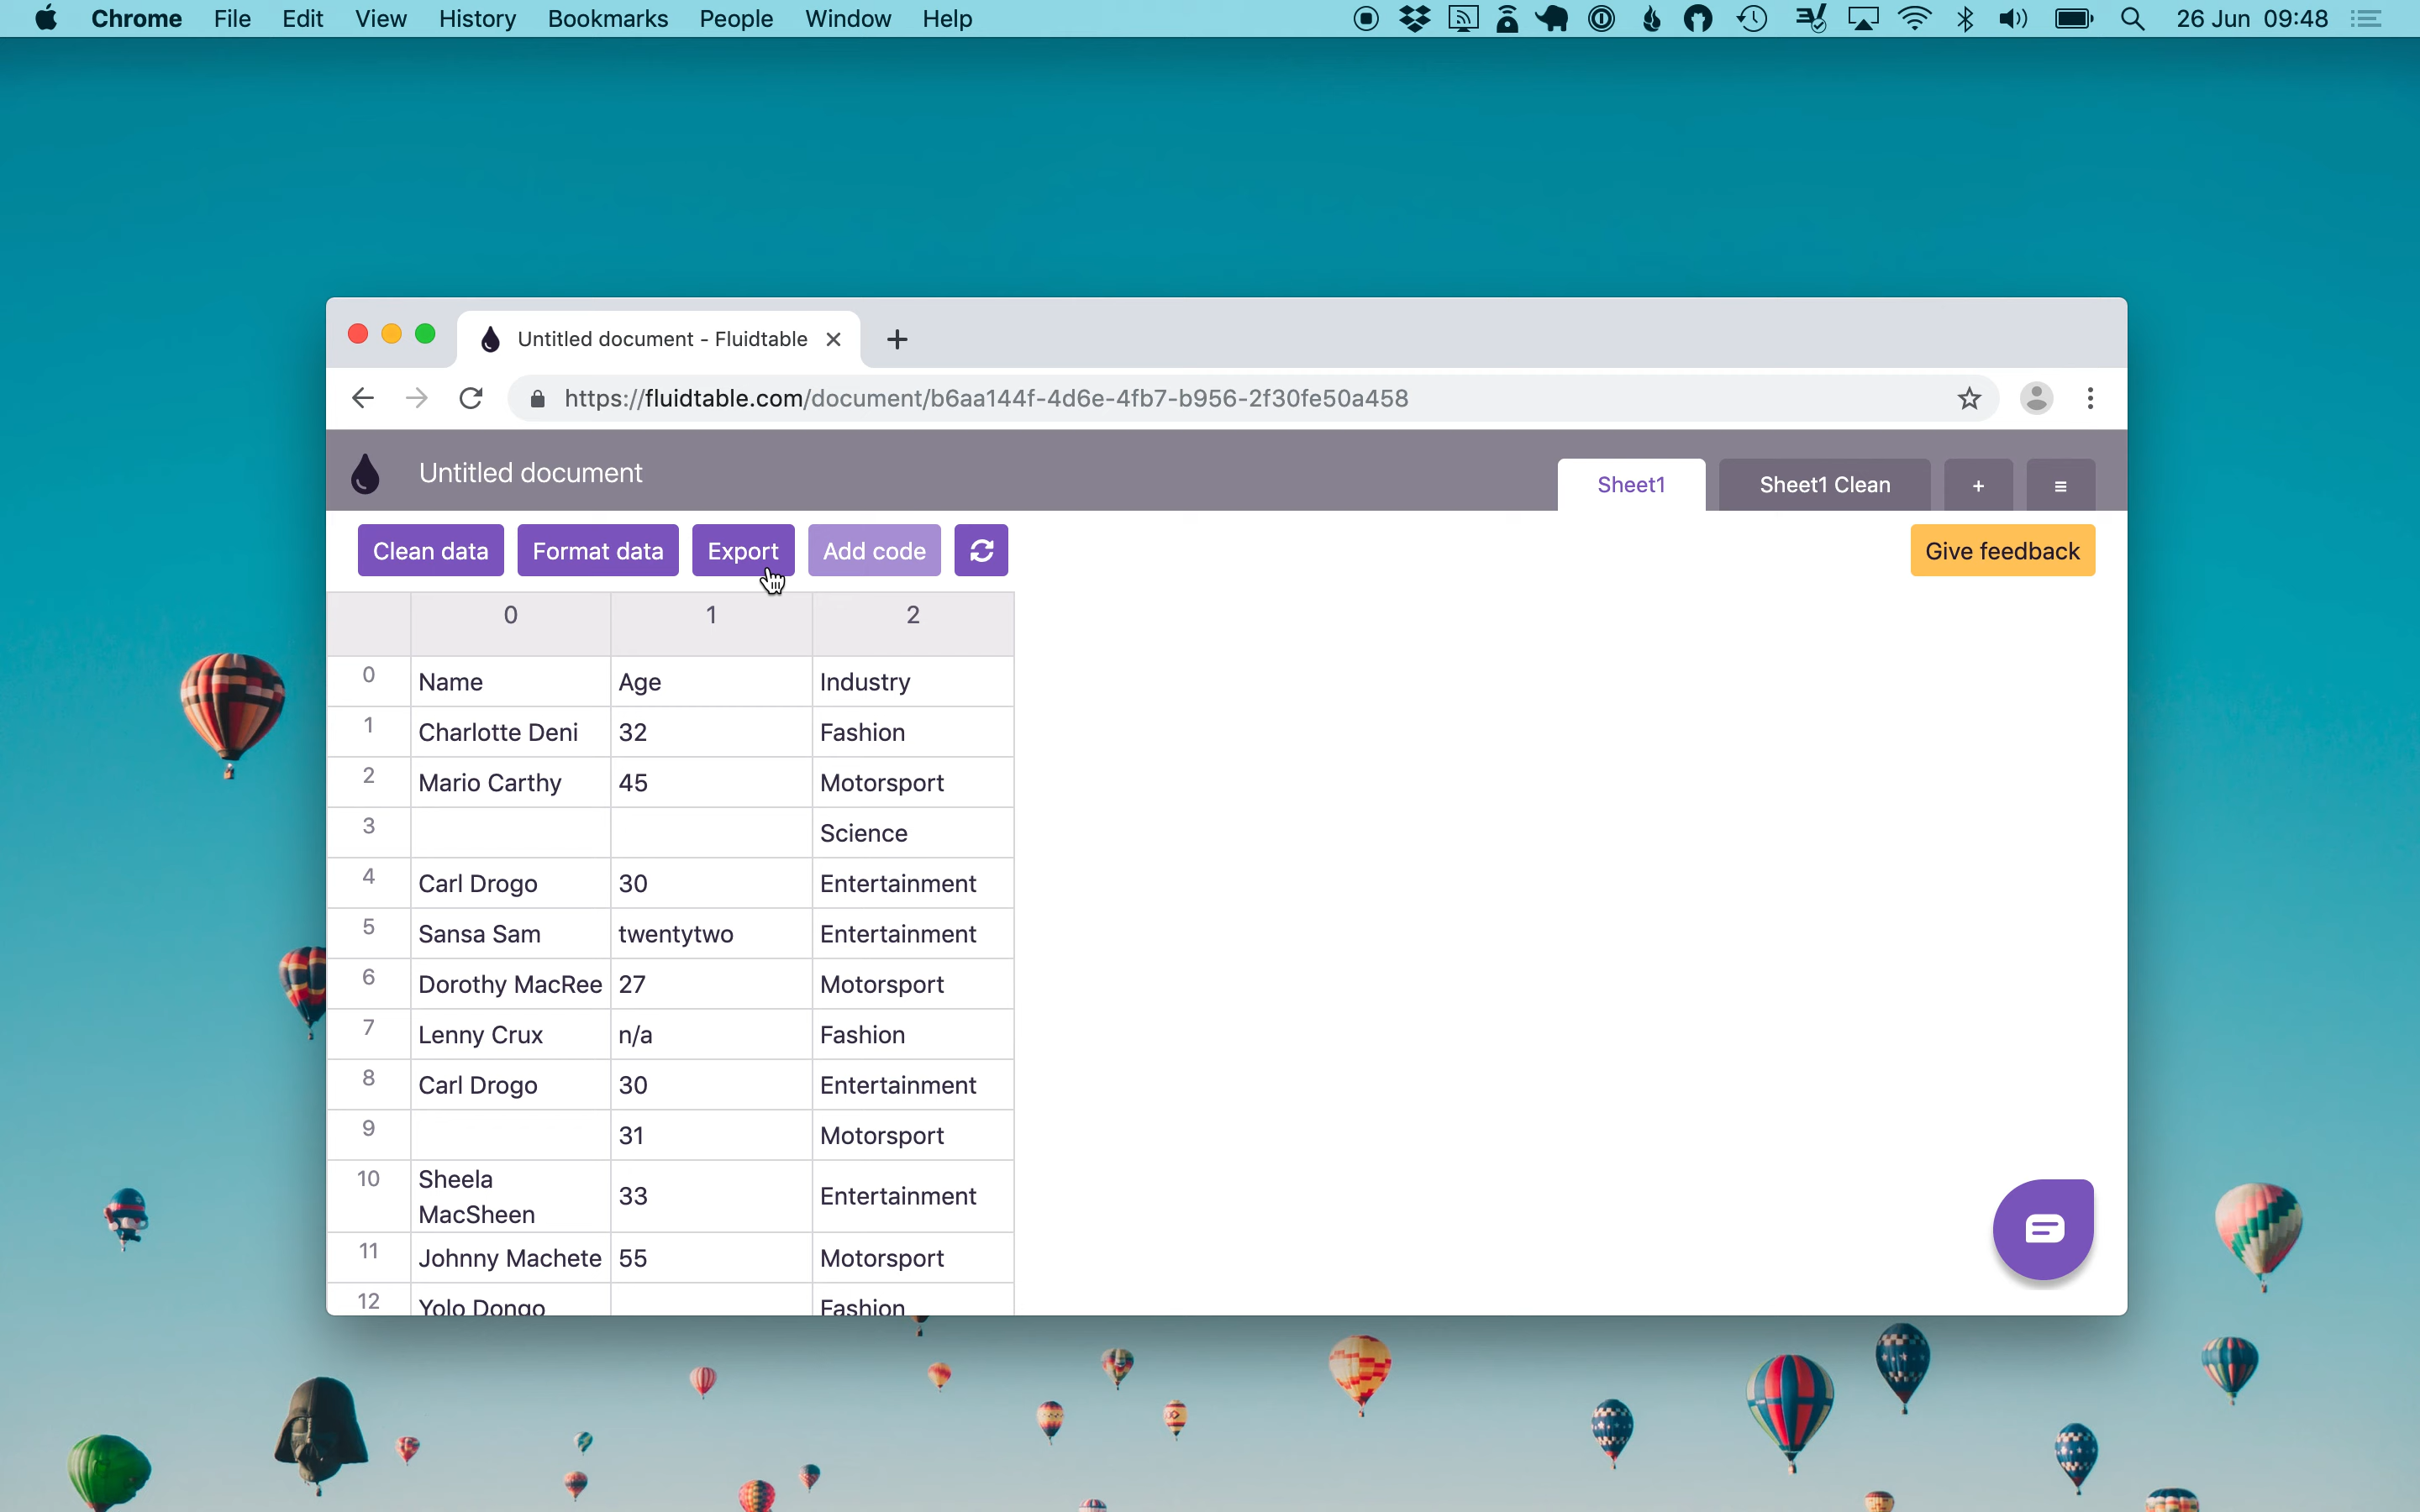 Chrome File Edit View History Bookmarks People Window Help 26 Jun 09:48
Untitled document - Fluidtable
https://fluidtable.com/document/b6aa144f-4d6e-4fb7-b956-2f30fe50a458
Untitled document Sheet1 Sheet1 Clean + ≡
Clean data Format data Export Add code Give feedback
0 1 2
0 Name Age Industry
1 Charlotte Deni 32 Fashion
2 Mario Carthy 45 Motorsport
3 Science
4 Carl Drogo 30 Entertainment
5 Sansa Sam twentytwo Entertainment
6 Dorothy MacRee 27 Motorsport
7 Lenny Crux n/a Fashion
8 Carl Drogo 30 Entertainment
9 31 Motorsport
10 Sheela
MacSheen 33 Entertainment
11 Johnny Machete 55 Motorsport
12 Yolo Dongo Fashion